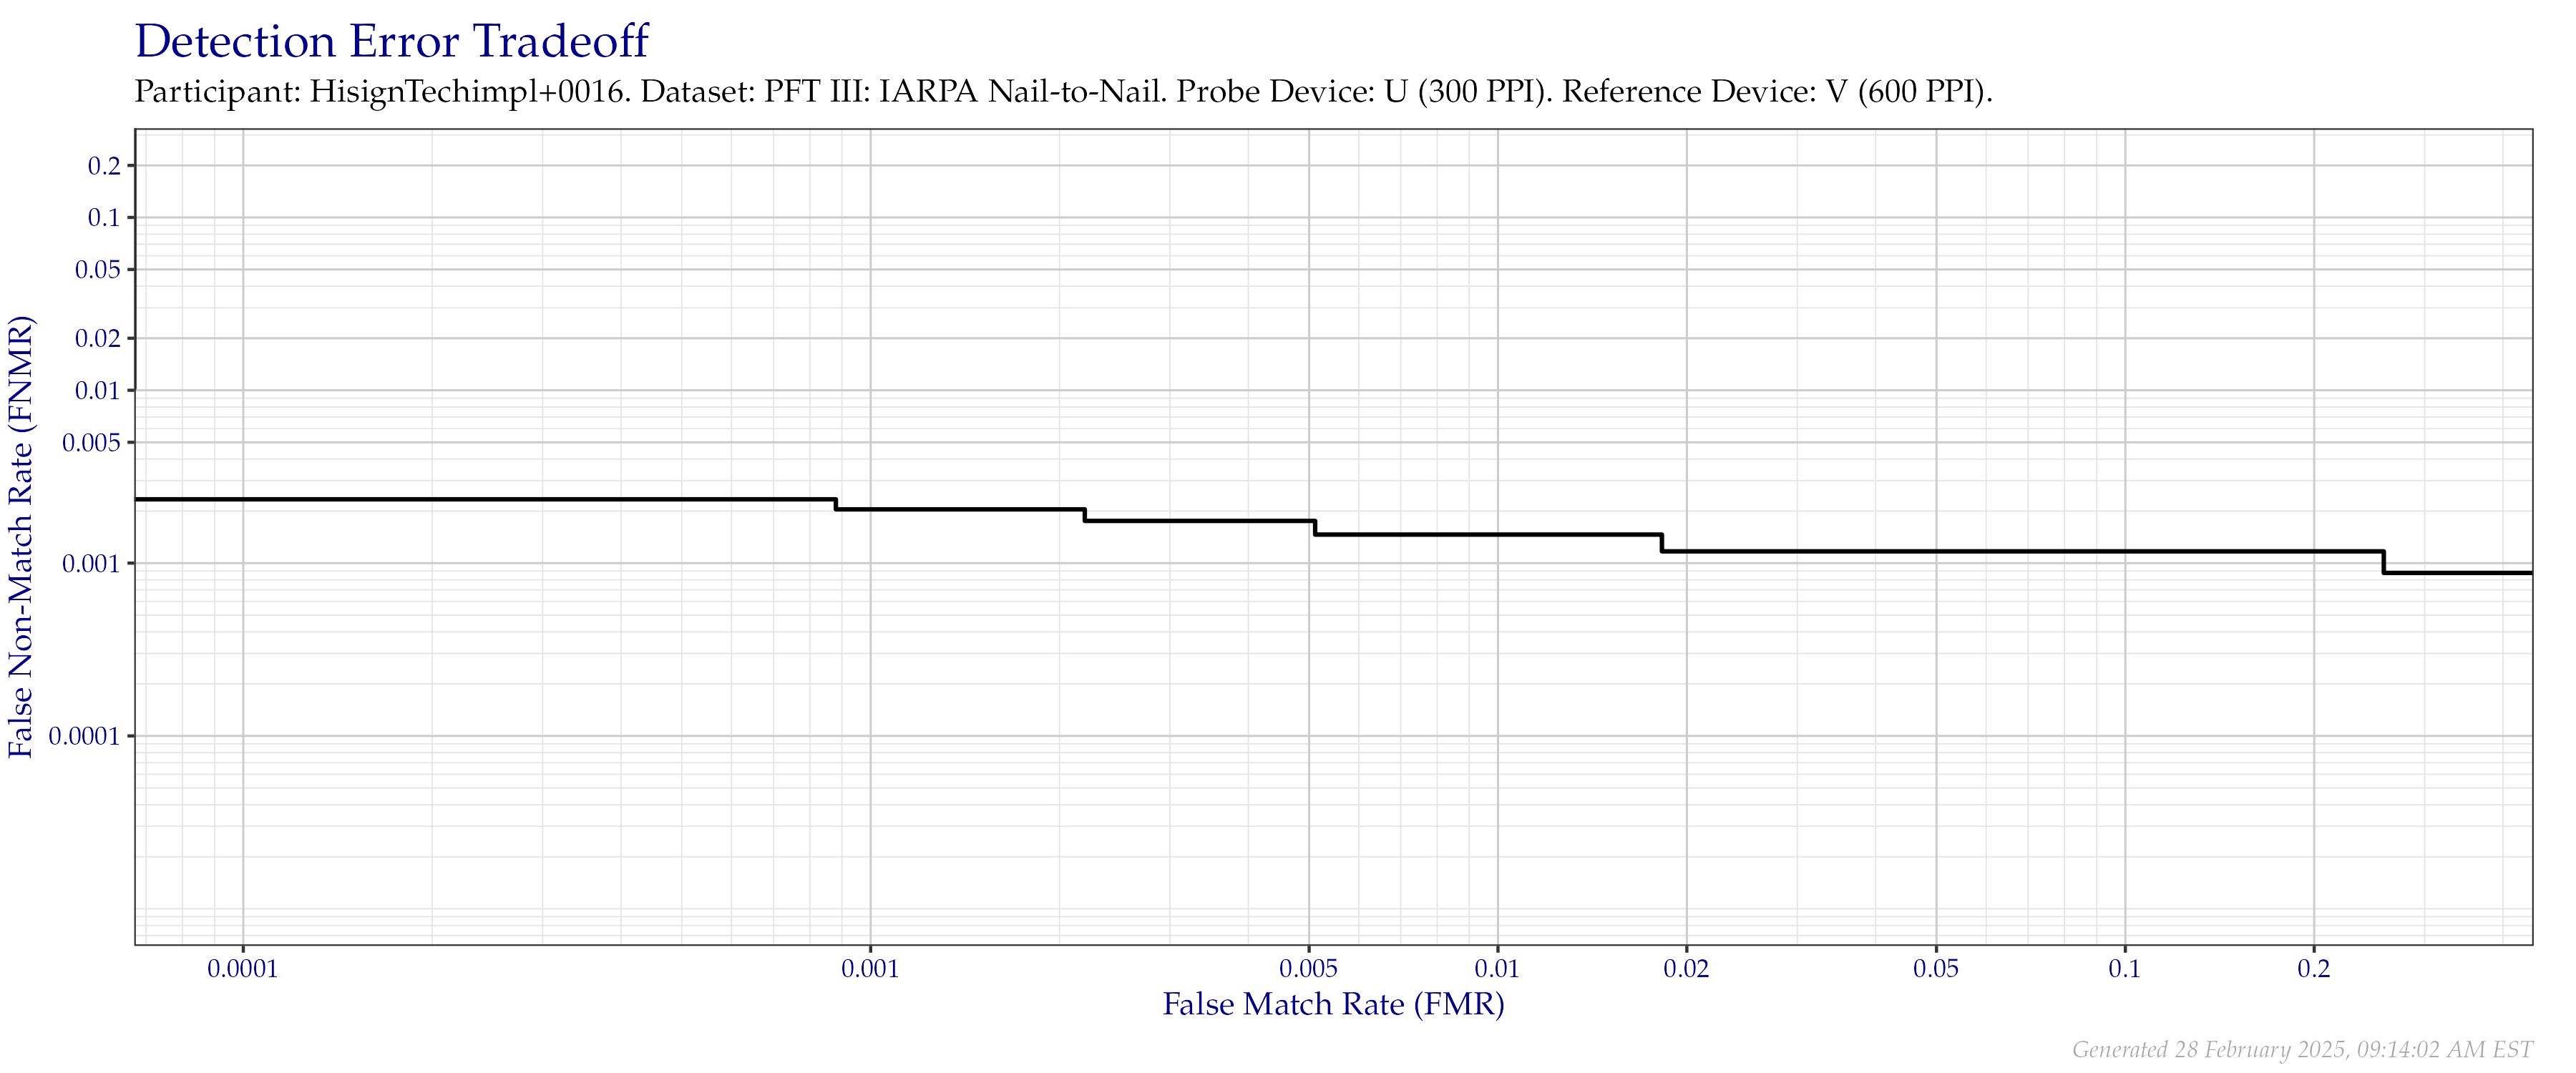 Detection Error Tradeoff
Participant: HisignTechimpl+0016. Dataset: PFT III: IARPA Nail-to-Nail. Probe Device: U (300 PPI). Reference Device: V (600 PPI).
False Non-Match Rate (FNMR)
0.2
0.1
0.05
0.02
0.01
0.005
0.001
0.0001
0.0001 0.001 0.005 0.01 0.02 0.05 0.1 0.2
False Match Rate (FMR)
Generated 28 February 2025, 09:14:02 AM EST